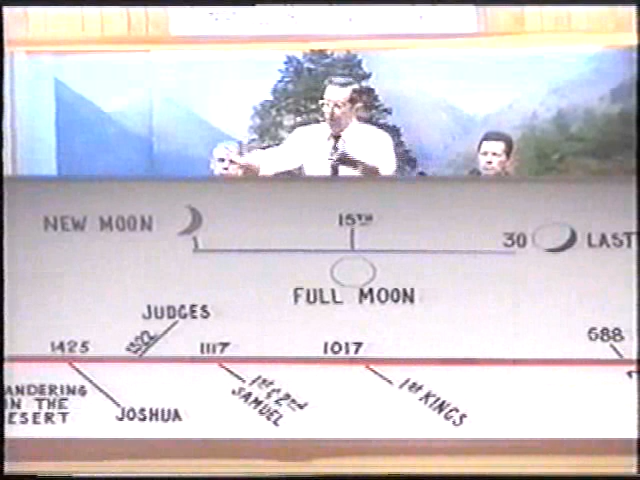 NEW MOON
15TH
30
LAST
FULL MOON
JUDGES
1425
1117
1017
688
ANDERING
IN THE
ESERT
JOSHUA
1st & 2nd
SAMUEL
1st KINGS